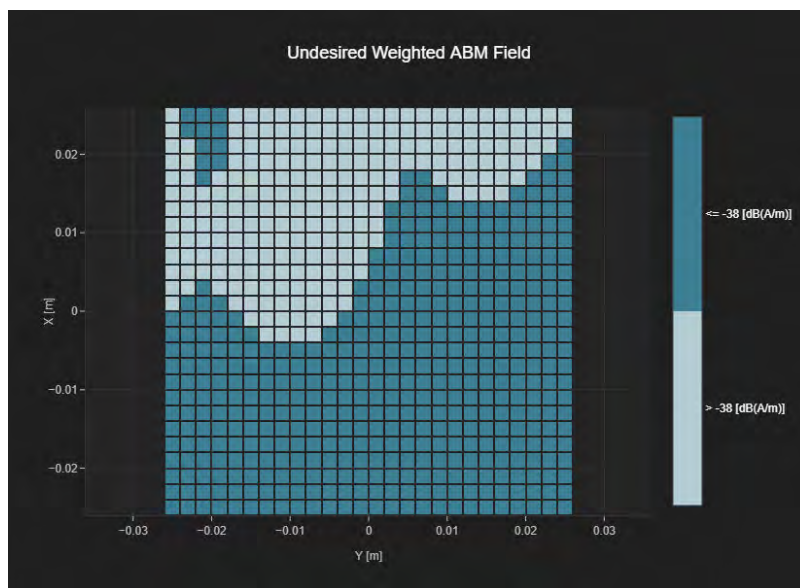 Undesired Weighted ABM Field
0.02
0.01
0
−0.01
−0.02
X [m]
−0.03
−0.02
−0.01
0
0.01
0.02
0.03
Y [m]
<= -38 [dB(A/m)]
> -38 [dB(A/m)]